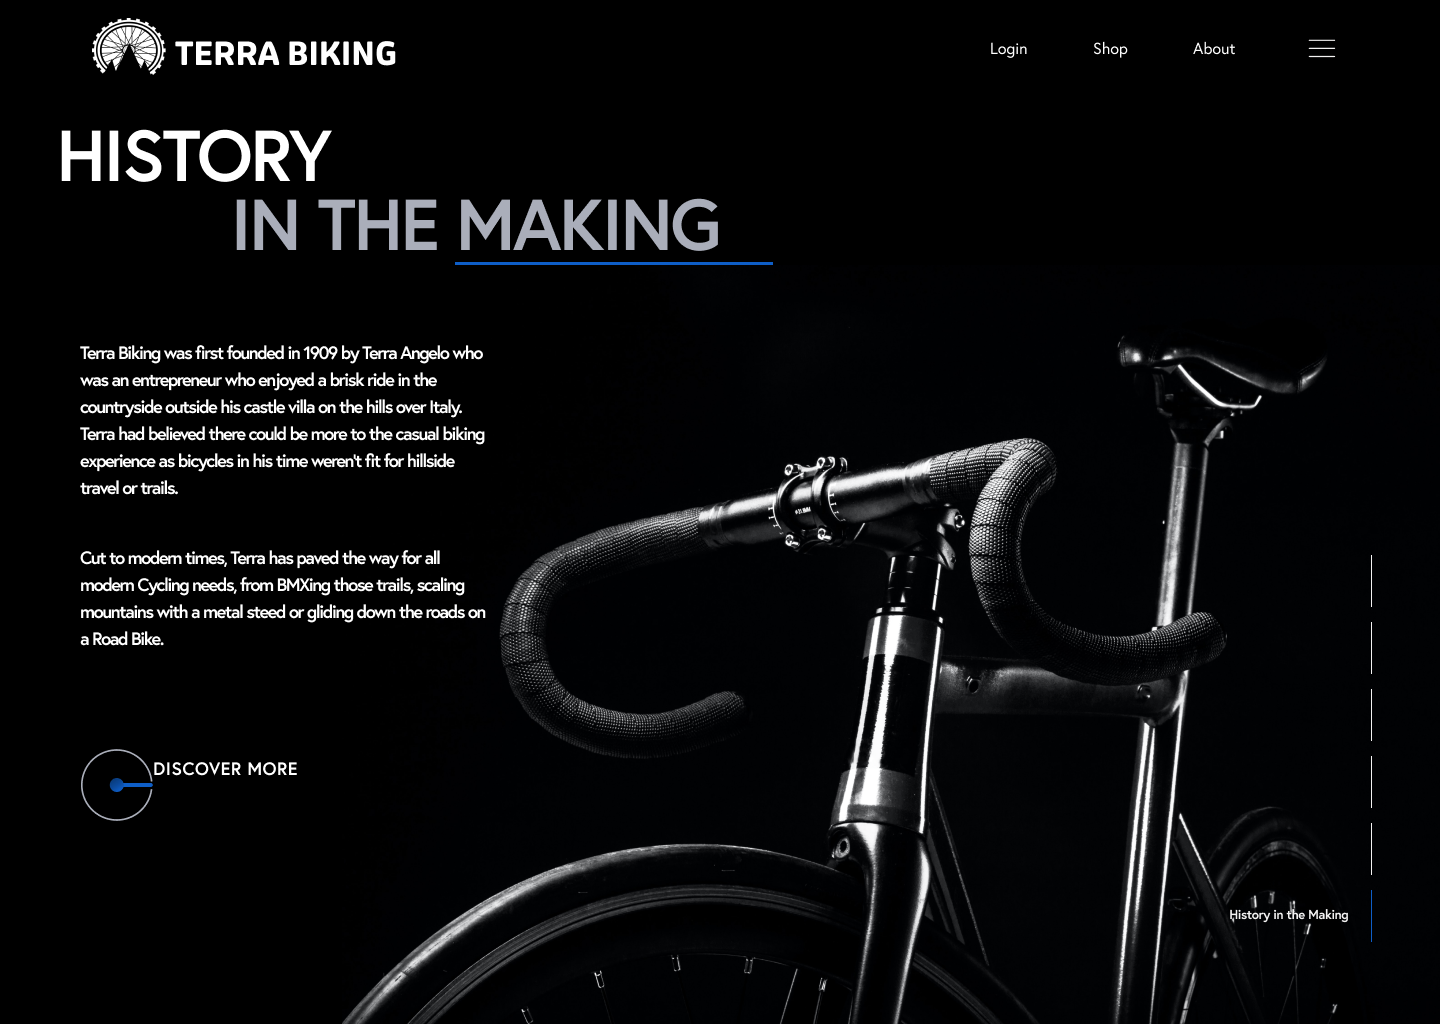 TERRA BIKING
Login
Shop
About
HISTORY
IN THE MAKING
Terra Biking was first founded in 1909 by Terra Angelo who
was an entrepreneur who enjoyed a brisk ride in the
countryside outside his castle villa on the hills over Italy.
Terra had believed there could be more to the casual biking
experience as bicycles in his time weren't fit for hillside
travel or trails.
Cut to modern times, Terra has paved the way for all
modern Cycling needs, from BMXing those trails, scaling
mountains with a metal steed or gliding down the roads on
a Road Bike.
DISCOVER MORE
History in the Making